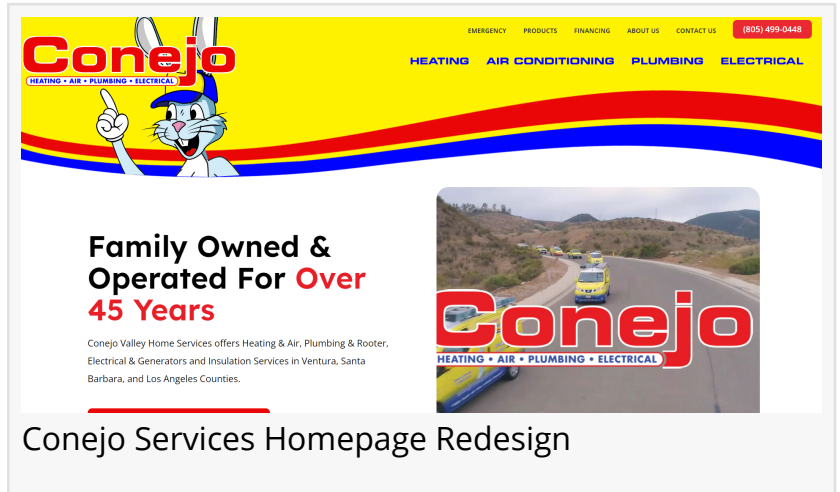 EMERGENCY PRODUCTS FINANCING ABOUT US CONTACT US (805) 499-0448
Conejo
HEATING • AIR • PLUMBING • ELECTRICAL
HEATING AIR CONDITIONING PLUMBING ELECTRICAL
Family Owned &
Operated For Over
45 Years
Conejo Valley Home Services offers Heating & Air, Plumbing & Rooter,
Electrical & Generators and Insulation Services in Ventura, Santa
Barbara, and Los Angeles Counties.
Conejo
HEATING • AIR • PLUMBING • ELECTRICAL
Conejo Services Homepage Redesign